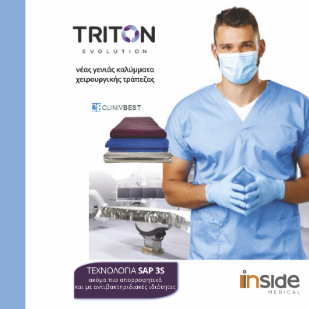 TRITON
EVOLUTION
νέας γενιάς καλύμματα
χειρουργικής τράπεζας
CLINIVBEST
ΤΕΧΝΟΛΟΓΙΑ SAP 3S
ακόμα πιο απορροφητικά
και με αντιβακτηριδιακές ιδιότητες
inside
MEDICAL